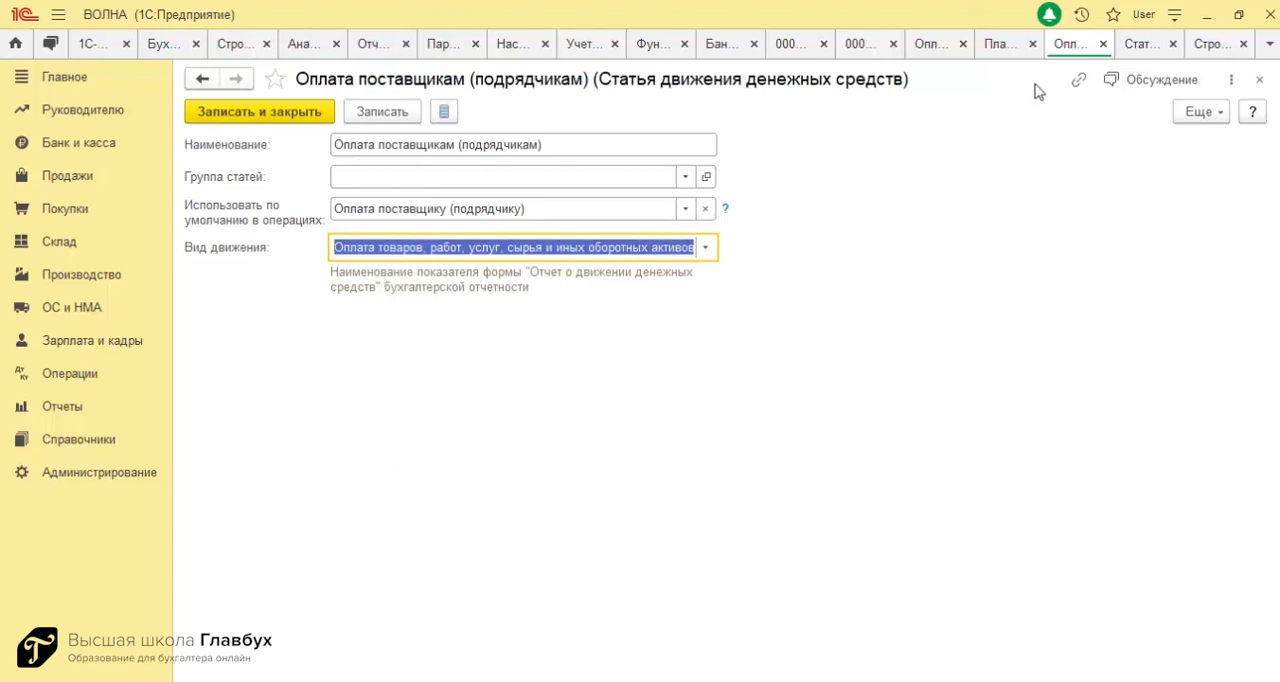 1С ВОЛНА (1С:Предприятие) User
1С-... Бух... Стро... Ана... Отч... Пар... Нас... Учет... Фун... Бан... 000... 000... Опл... Пла... Опл... Стат... Стро...
Главное
Руководителю
Банк и касса
Продажи
Покупки
Склад
Производство
ОС и НМА
Зарплата и кадры
Операции
Отчеты
Справочники
Администрирование
Оплата поставщикам (подрядчикам) (Статья движения денежных средств) Обсуждение
Записать и закрыть Записать Еще ?
Наименование: Оплата поставщикам (подрядчикам)
Группа статей:
Использовать по
умолчанию в операциях: Оплата поставщику (подрядчику) ?
Вид движения: Оплата товаров, работ, услуг, сырья и иных оборотных активов
Наименование показателя формы "Отчет о движении денежных
средств" бухгалтерской отчетности
Высшая школа Главбух
Образование для бухгалтера онлайн